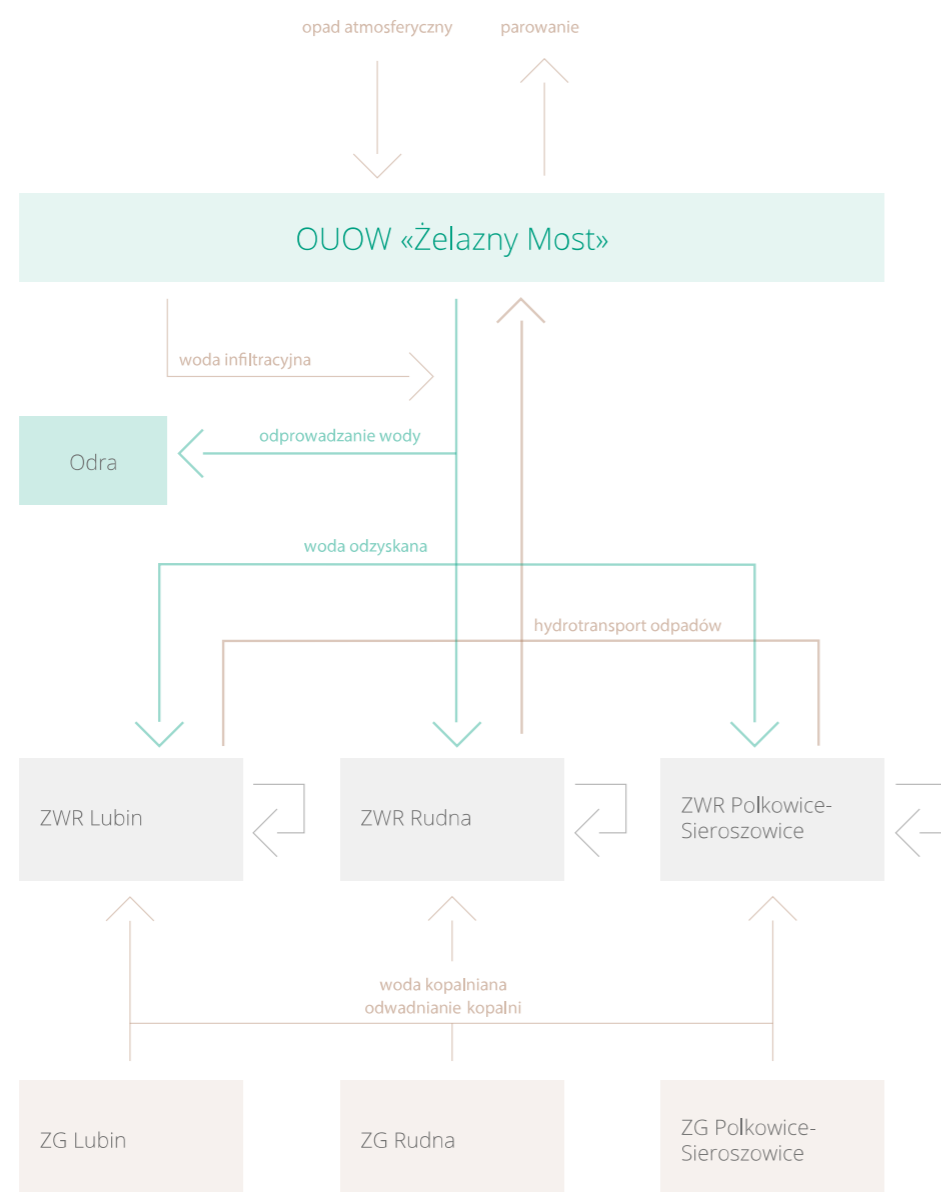 opad atmosferyczny
parowanie
OUOW «Żelazny Most»
woda infiltracyjna
odprowadzanie wody
Odra
woda odzyskana
hydrotransport odpadów
ZWR Lubin
ZWR Rudna
ZWR Polkowice-
Sieroszowice
woda kopalniana
odwadnianie kopalni
ZG Lubin
ZG Rudna
ZG Polkowice-
Sieroszowice